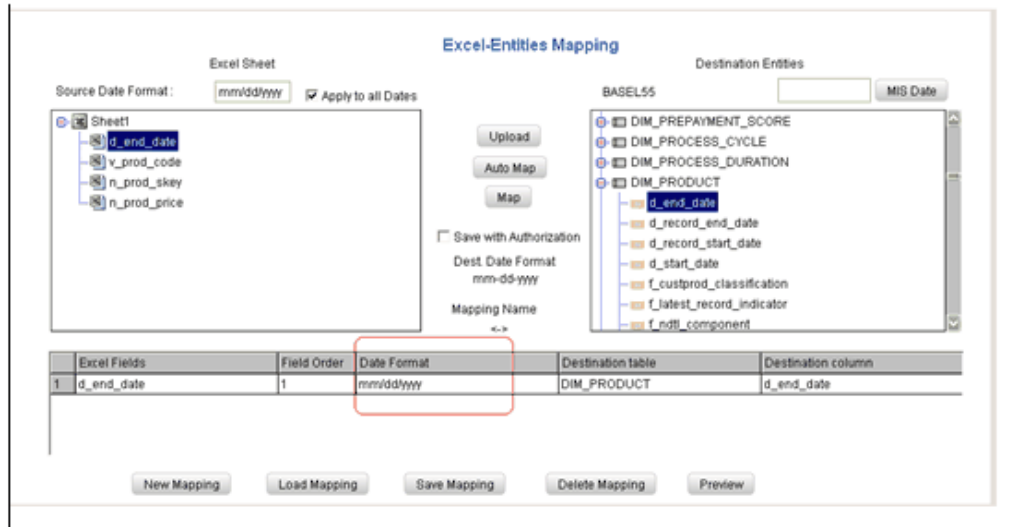 Excel-Entities Mapping
Excel Sheet
Destination Entities
Source Date Format :
mm/dd/yyyy
Apply to all Dates
BASEL55
MIS Date
Sheet1
d_end_date
v_prod_code
n_prod_skey
n_prod_price
Upload
Auto Map
Map
Save with Authorization
Dest. Date Format
mm-dd-yyyy
Mapping Name
<->
DIM_PREPAYMENT_SCORE
DIM_PROCESS_CYCLE
DIM_PROCESS_DURATION
DIM_PRODUCT
d_end_date
d_record_end_date
d_record_start_date
d_start_date
f_custprod_classification
f_latest_record_indicator
f_ndtl_component
Excel Fields Field Order Date Format Destination table Destination column
1 d_end_date 1 mm/dd/yyyy DIM_PRODUCT d_end_date
New Mapping Load Mapping Save Mapping Delete Mapping Preview